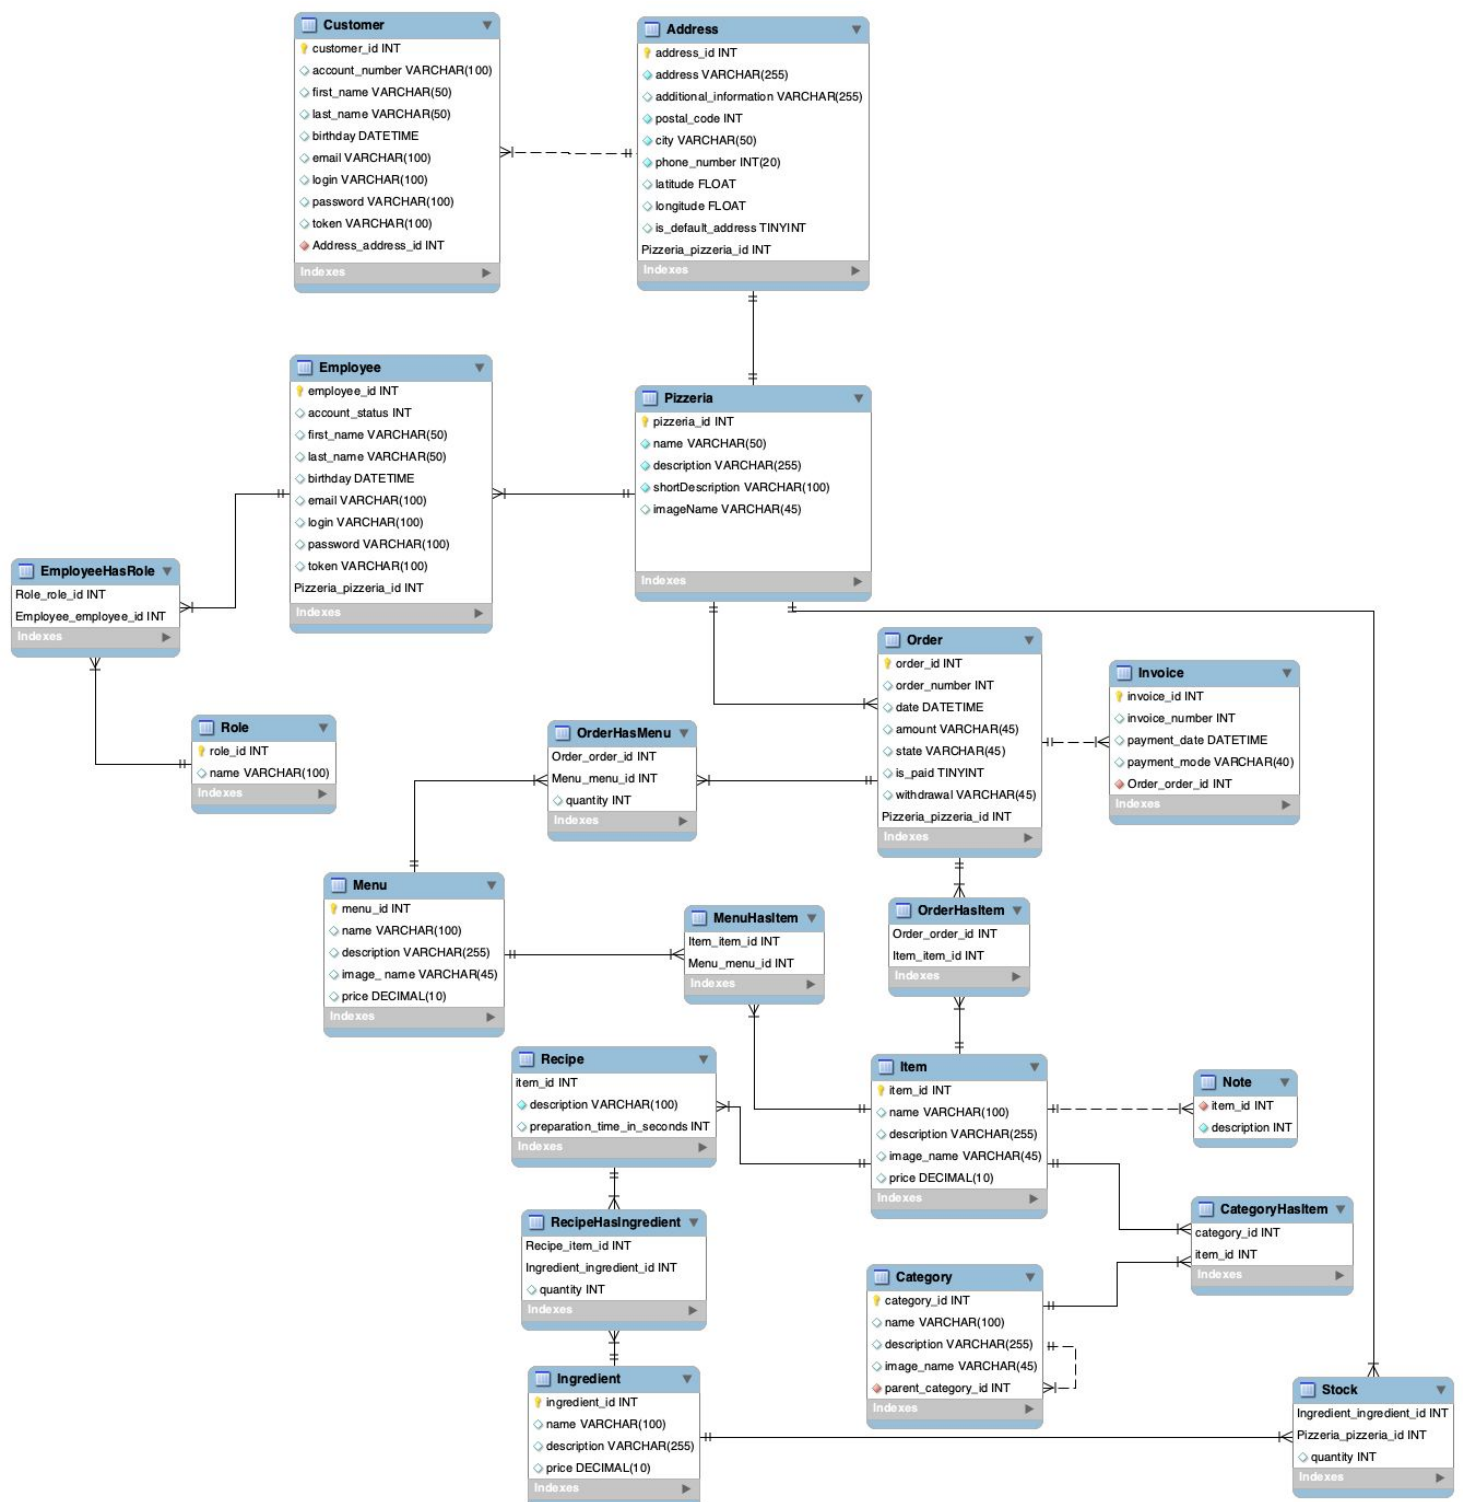 Customer
customer_id INT
account_number VARCHAR(100)
first_name VARCHAR(50)
last_name VARCHAR(50)
birthday DATETIME
email VARCHAR(100)
login VARCHAR(100)
password VARCHAR(100)
token VARCHAR(100)
Address_address_id INT
Indexes
Address
address_id INT
address VARCHAR(255)
additional_information VARCHAR(255)
postal_code INT
city VARCHAR(50)
phone_number INT(20)
latitude FLOAT
longitude FLOAT
is_default_address TINYINT
Pizzeria_pizzeria_id INT
Indexes
Employee
employee_id INT
account_status INT
first_name VARCHAR(50)
last_name VARCHAR(50)
birthday DATETIME
email VARCHAR(100)
login VARCHAR(100)
password VARCHAR(100)
token VARCHAR(100)
Pizzeria_pizzeria_id INT
Indexes
Pizzeria
pizzeria_id INT
name VARCHAR(50)
description VARCHAR(255)
shortDescription VARCHAR(100)
imageName VARCHAR(45)
Indexes
EmployeeHasRole
Role_role_id INT
Employee_employee_id INT
Indexes
Role
role_id INT
name VARCHAR(100)
Indexes
Order
order_id INT
order_number INT
date DATETIME
amount VARCHAR(45)
state VARCHAR(45)
is_paid TINYINT
withdrawal VARCHAR(45)
Pizzeria_pizzeria_id INT
Indexes
Invoice
invoice_id INT
invoice_number INT
payment_date DATETIME
payment_mode VARCHAR(40)
Order_order_id INT
Indexes
OrderHasMenu
Order_order_id INT
Menu_menu_id INT
quantity INT
Indexes
Menu
menu_id INT
name VARCHAR(100)
description VARCHAR(255)
image_ name VARCHAR(45)
price DECIMAL(10)
Indexes
MenuHasItem
Item_item_id INT
Menu_menu_id INT
Indexes
OrderHasItem
Order_order_id INT
Item_item_id INT
Indexes
Recipe
item_id INT
description VARCHAR(100)
preparation_time_in_seconds INT
Indexes
Item
item_id INT
name VARCHAR(100)
description VARCHAR(255)
image_name VARCHAR(45)
price DECIMAL(10)
Indexes
Note
item_id INT
description INT
Indexes
RecipeHasIngredient
Recipe_item_id INT
Ingredient_ingredient_id INT
quantity INT
Indexes
CategoryHasItem
category_id INT
item_id INT
Indexes
Category
category_id INT
name VARCHAR(100)
description VARCHAR(255)
image_name VARCHAR(45)
parent_category_id INT
Indexes
Ingredient
ingredient_id INT
name VARCHAR(100)
description VARCHAR(255)
price DECIMAL(10)
Indexes
Stock
Ingredient_ingredient_id INT
Pizzeria_pizzeria_id INT
quantity INT
Indexes